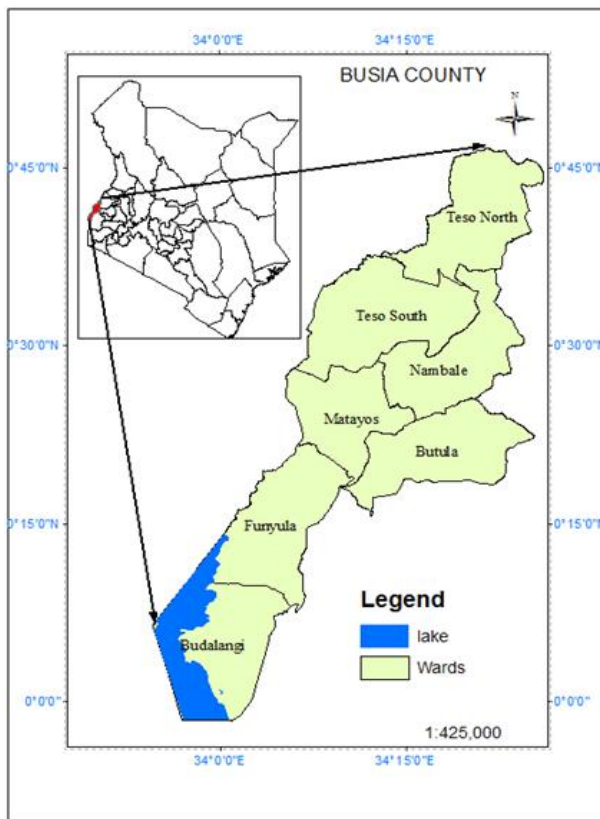 34°0'0"E 34°15'0"E
BUSIA COUNTY
N
0°45'0"N 0°45'0"N
Teso North
Teso South
0°30'0"N 0°30'0"N
Nambale
Matayos
Butula
0°15'0"N 0°15'0"N
Funyula
Legend
lake
Budalangi
Wards
0°0'0" 0°0'0"
1:425,000
34°0'0"E 34°15'0"E